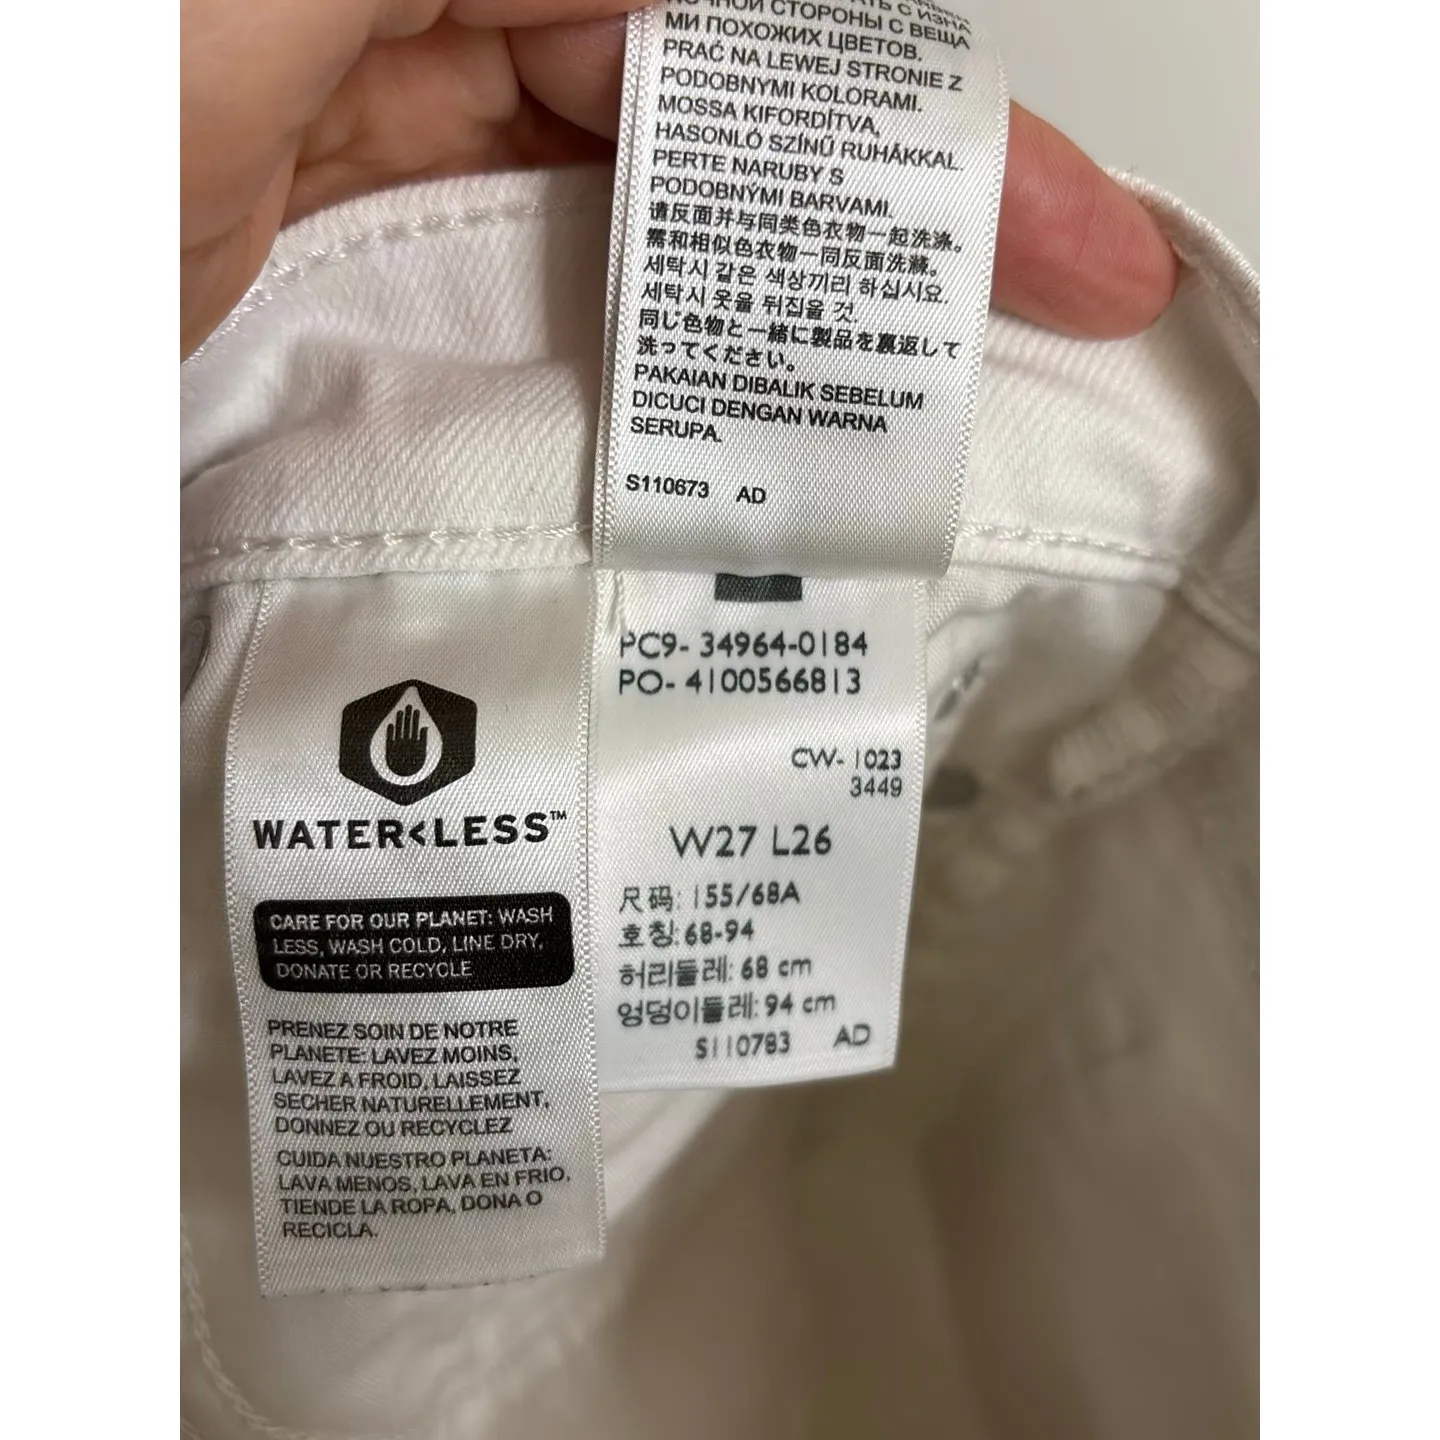 НОЧНОЙ СТОРОНЫ С ВЕЩА
МИ ПОХОЖИХ ЦВЕТОВ.
PRAĆ NA LEWEJ STRONIE Z
PODOBNYMI KOLORAMI.
MOSSA KIFORDÍTVA,
HASONLÓ SZÍNŰ RUHÁKKAL.
PERTE NARUBY S
PODOBNÝMI BARVAMI.
请反面并与同类色衣物一起洗涤。
需和相似色衣物一同反面洗滌。
세탁시 같은 색상끼리 하십시요.
세탁시 옷을 뒤집을 것.
同じ色物と一緒に製品を裏返して
洗ってください。
PAKAIAN DIBALIK SEBELUM
DICUCI DENGAN WARNA
SERUPA.
S110673 AD
WATER<LESS™
CARE FOR OUR PLANET: WASH
LESS, WASH COLD, LINE DRY,
DONATE OR RECYCLE
PRENEZ SOIN DE NOTRE
PLANETE: LAVEZ MOINS,
LAVEZ A FROID, LAISSEZ
SECHER NATURELLEMENT,
DONNEZ OU RECYCLEZ
CUIDA NUESTRO PLANETA:
LAVA MENOS, LAVA EN FRIO,
TIENDE LA ROPA, DONA O
RECICLA.
PC9- 34964-0184
PO- 4100566813
CW- 1023
3449
W27 L26
尺码: 155/68A
호칭: 68-94
허리둘레: 68 cm
엉덩이둘레: 94 cm
S110783 AD